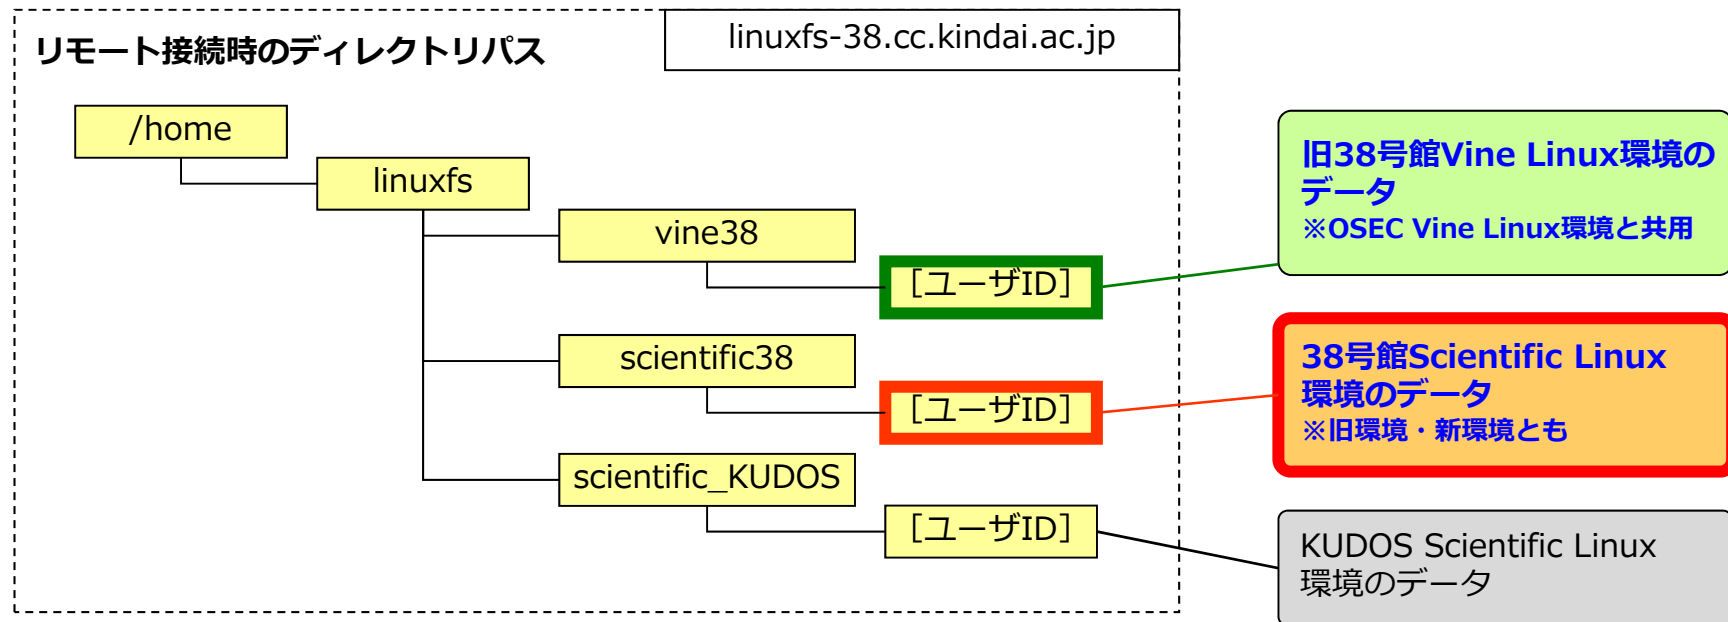 リモート接続時のディレクトリパス
linuxfs-38.cc.kindai.ac.jp
/home
linuxfs
vine38
［ユーザID］
scientific38
［ユーザID］
scientific_KUDOS
［ユーザID］
旧38号館Vine Linux環境の
データ
※OSEC Vine Linux環境と共用
38号館Scientific Linux
環境のデータ
※旧環境・新環境とも
KUDOS Scientific Linux
環境のデータ